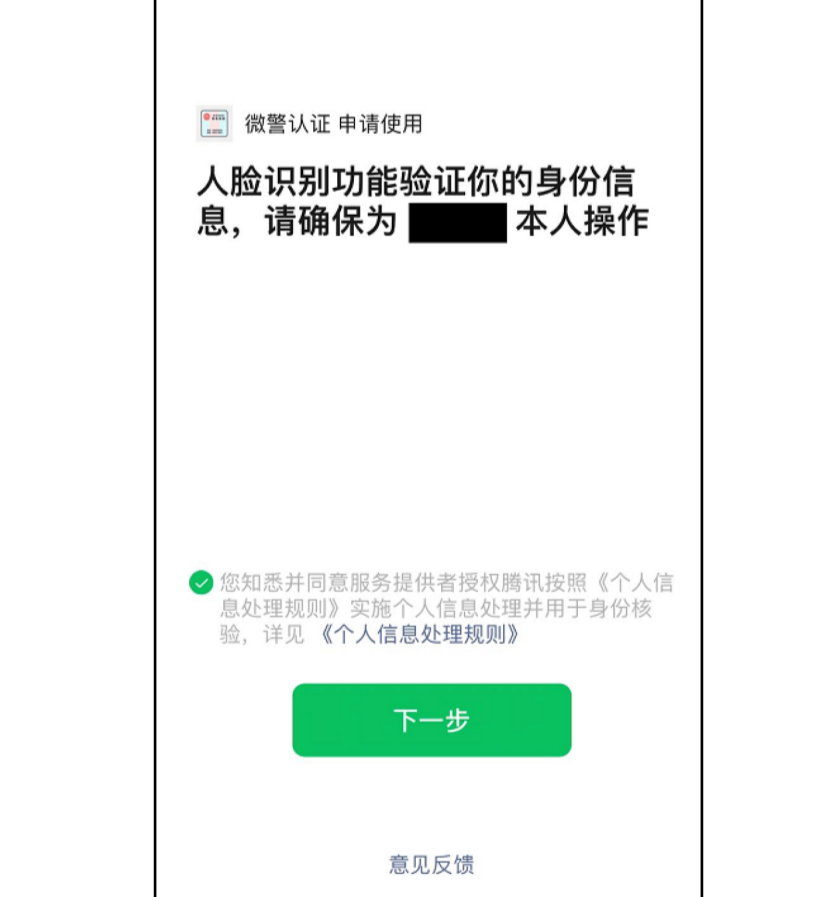 微警认证 申请使用
人脸识别功能验证你的身份信
息，请确保为 本人操作
您知悉并同意服务提供者授权腾讯按照《个人信
息处理规则》实施个人信息处理并用于身份核
验，详见 《个人信息处理规则》
下一步
意见反馈